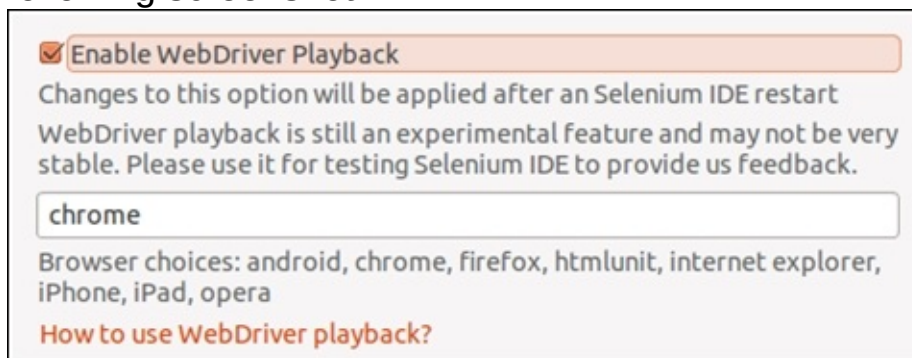 Enable WebDriver Playback
Changes to this option will be applied after an Selenium IDE restart
WebDriver playback is still an experimental feature and may not be very
stable. Please use it for testing Selenium IDE to provide us feedback.
chrome
Browser choices: android, chrome, firefox, htmlunit, internet explorer,
iPhone, iPad, opera
How to use WebDriver playback?